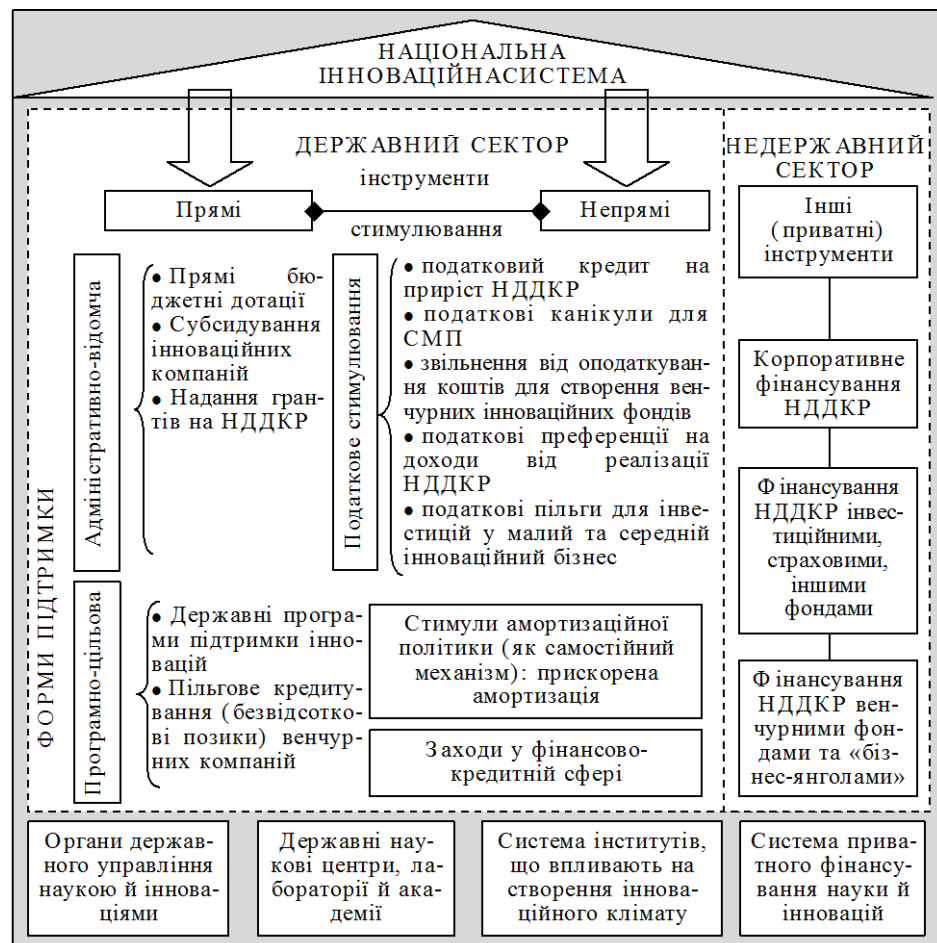 НАЦІОНАЛЬНА
ІННОВАЦІЙНАСИСТЕМА
ДЕРЖАВНИЙ СЕКТОР
інструменти
Прямі
Непрямі
стимулювання
Адміністративно-відомча
● Прямі бю-
джетні дотації
● Субсидування
інноваційних
компаній
● Надання гран-
тів на НДДКР
Податкове стимулювання
● податковий кредит на
приріст НДДКР
● податкові канікули для
СМП
● звільнення від оподаткуван-
ня коштів для створення вен-
чурних інноваційних фондів
● податкові преференції на
доходи від реалізації
НДДКР
● податкові пільги для інве-
стицій у малий та середній
інноваційний бізнес
ФОРМИ ПІДТРИМКИ
Програмно-цільова
● Державні програ-
ми підтримки інно-
вацій
● Пільгове кредиту-
вання (безвідсотко-
ві позики) венчур-
них компаній
Стимули амортизаційної
політики (як самостійний
механізм): прискорена
амортизація
Заходи у фінансово-
кредитній сфері
НЕДЕРЖАВНИЙ
СЕКТОР
Інші
(приватні)
інструменти
Корпоративне
фінансування
НДДКР
Фінансування
НДДКР інвес-
тиційними,
страховими,
іншими
фондами
Фінансування
НДДКР вен-
чурними фон-
дами та «біз-
нес-янголами»
Органи держав-
ного управління
наукою й іннова-
ціями
Державні нау-
кові центри, ла-
бораторії й ака-
демії
Система інститутів,
що впливають на
створення іннова-
ційного клімату
Система прива-
тного фінансу-
вання науки й
інновацій